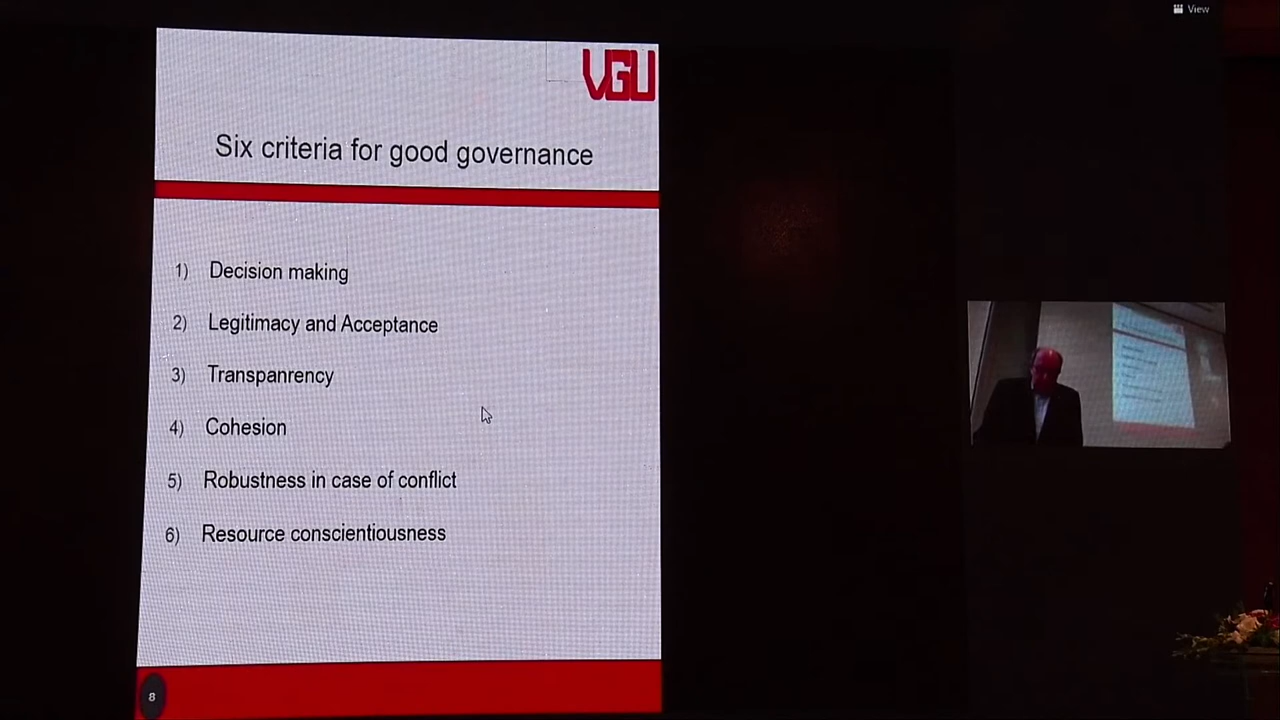 View
VGU
Six criteria for good governance
1) Decision making
2) Legitimacy and Acceptance
3) Transpanrency
4) Cohesion
5) Robustness in case of conflict
6) Resource conscientiousness
8